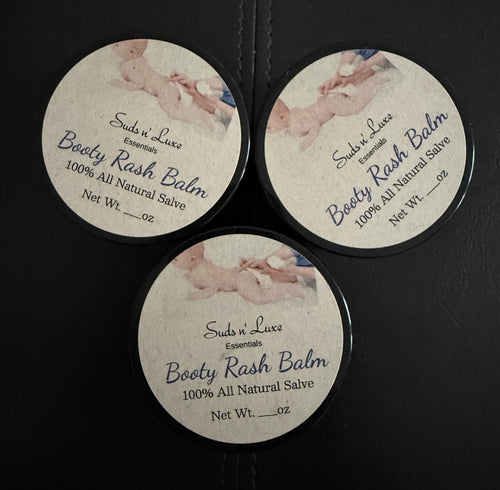 Suds n' Luxe
Essentials
Booty Rash Balm
100% All Natural Salve
Net Wt. ___oz
Suds n' Luxe
Essentials
Booty Rash Balm
100% All Natural Salve
Net Wt. ___oz
Suds n' Luxe
Essentials
Booty Rash Balm
100% All Natural Salve
Net Wt. ___oz